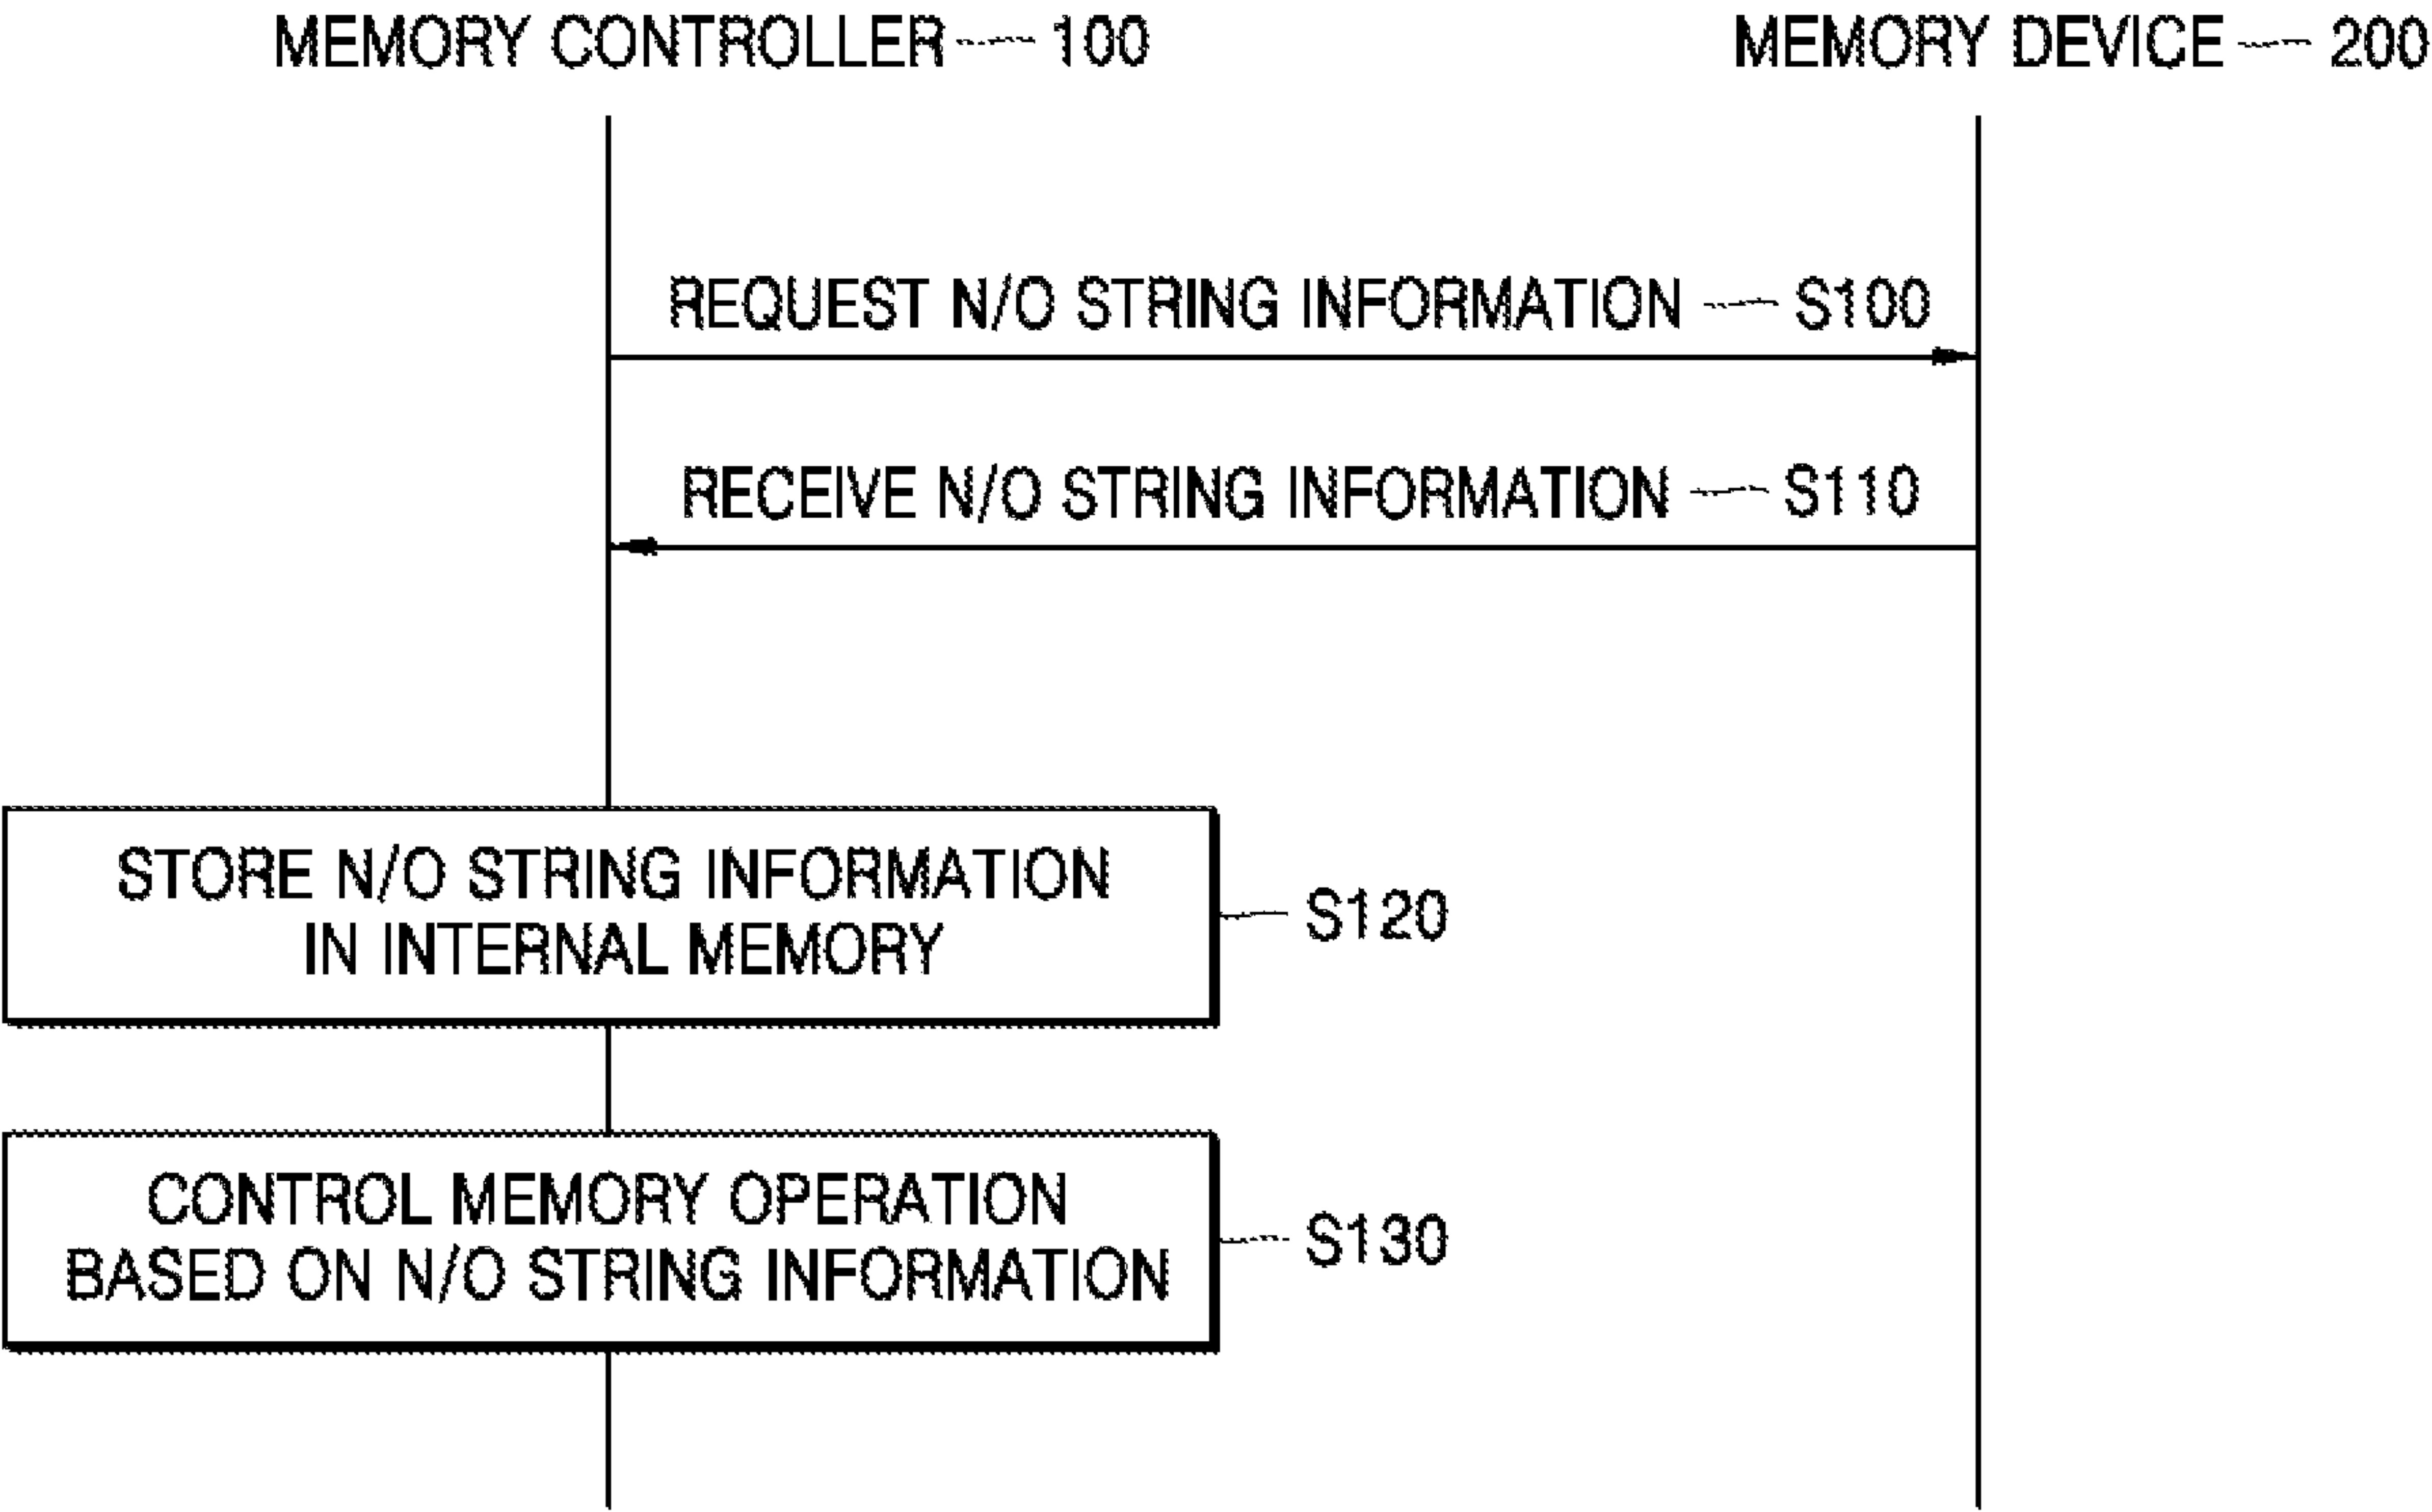 MEMORY CONTROLLER 100
MEMORY DEVICE 200
REQUEST N/O STRING INFORMATION S100
RECEIVE N/O STRING INFORMATION S110
STORE N/O STRING INFORMATION
IN INTERNAL MEMORY
S120
CONTROL MEMORY OPERATION
BASED ON N/O STRING INFORMATION
S130